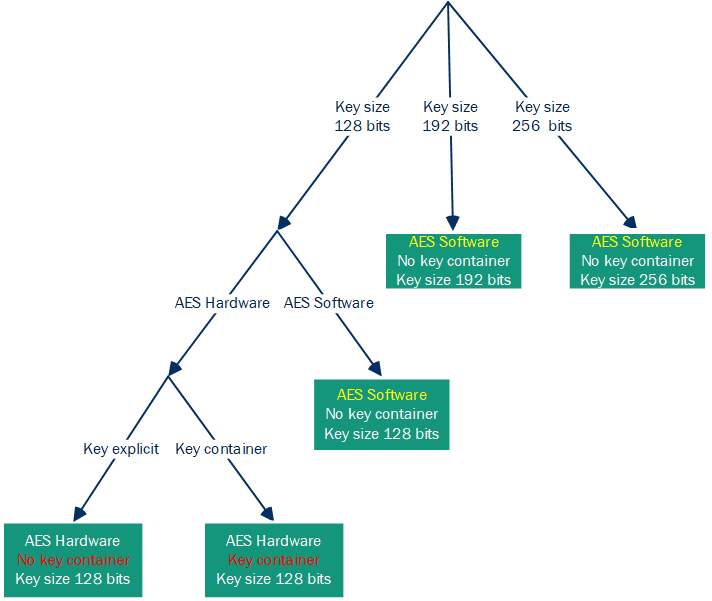 Key size
128 bits
Key size
192 bits
Key size
256 bits
AES Software
No key container
Key size 192 bits
AES Software
No key container
Key size 256 bits
AES Hardware
AES Software
AES Software
No key container
Key size 128 bits
Key explicit
Key container
AES Hardware
No key container
Key size 128 bits
AES Hardware
Key container
Key size 128 bits